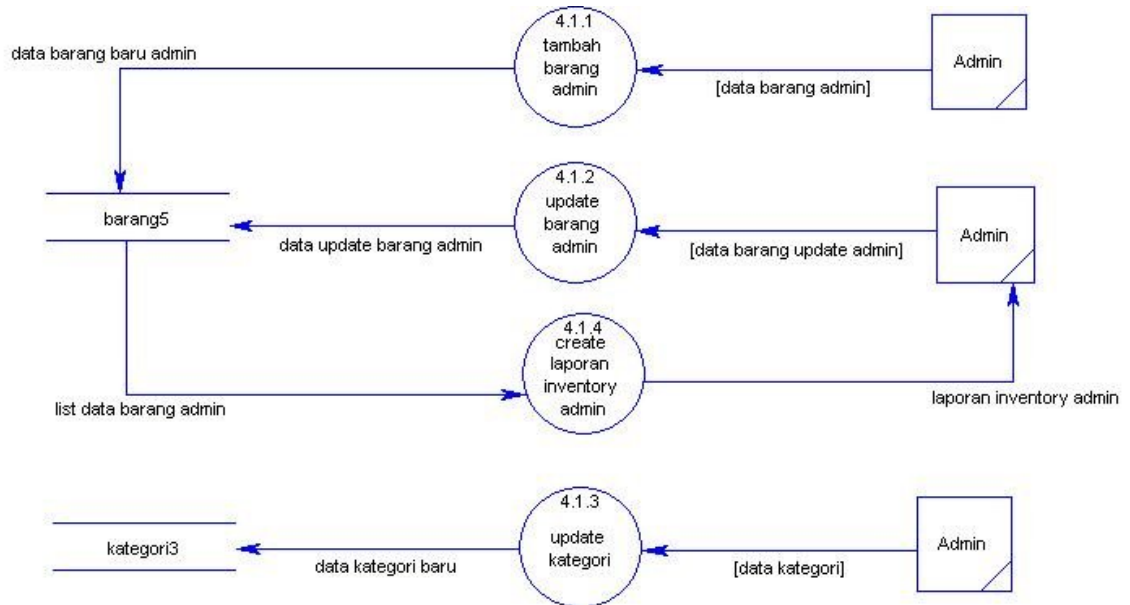 4.1.1
tambah
barang
admin
data barang baru admin
[data barang admin]
Admin
4.1.2
update
barang
admin
barang5
data update barang admin
[data barang update admin]
Admin
4.1.4
create
laporan
inventory
admin
list data barang admin
laporan inventory admin
4.1.3
update
kategori
kategori3
data kategori baru
[data kategori]
Admin